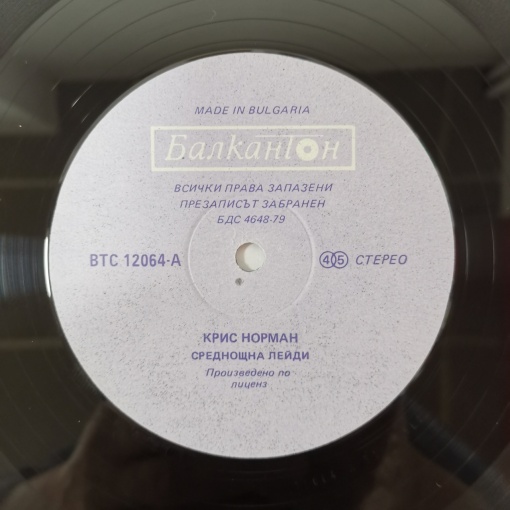 MADE IN BULGARIA
БалканТон
ВСИЧКИ ПРАВА ЗАПАЗЕНИ
ПРЕЗАПИСЪТ ЗАБРАНЕН
БДС 4648-79
ВТС 12064-А
45 СТЕРЕО
КРИС НОРМАН
СРЕДНОЩНА ЛЕЙДИ
Произведено по
лиценз